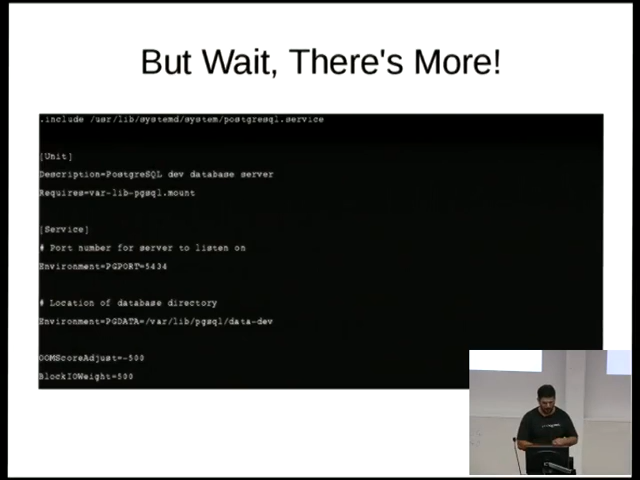 But Wait, There's More!
.include /usr/lib/systemd/system/postgresql.service
[Unit]
Description=PostgreSQL dev database server
Requires=var-lib-pgsql.mount
[Service]
# Port number for server to listen on
Environment=PGPORT=5434
# Location of database directory
Environment=PGDATA=/var/lib/pgsql/data-dev
OOMScoreAdjust=-500
BlockIOWeight=500